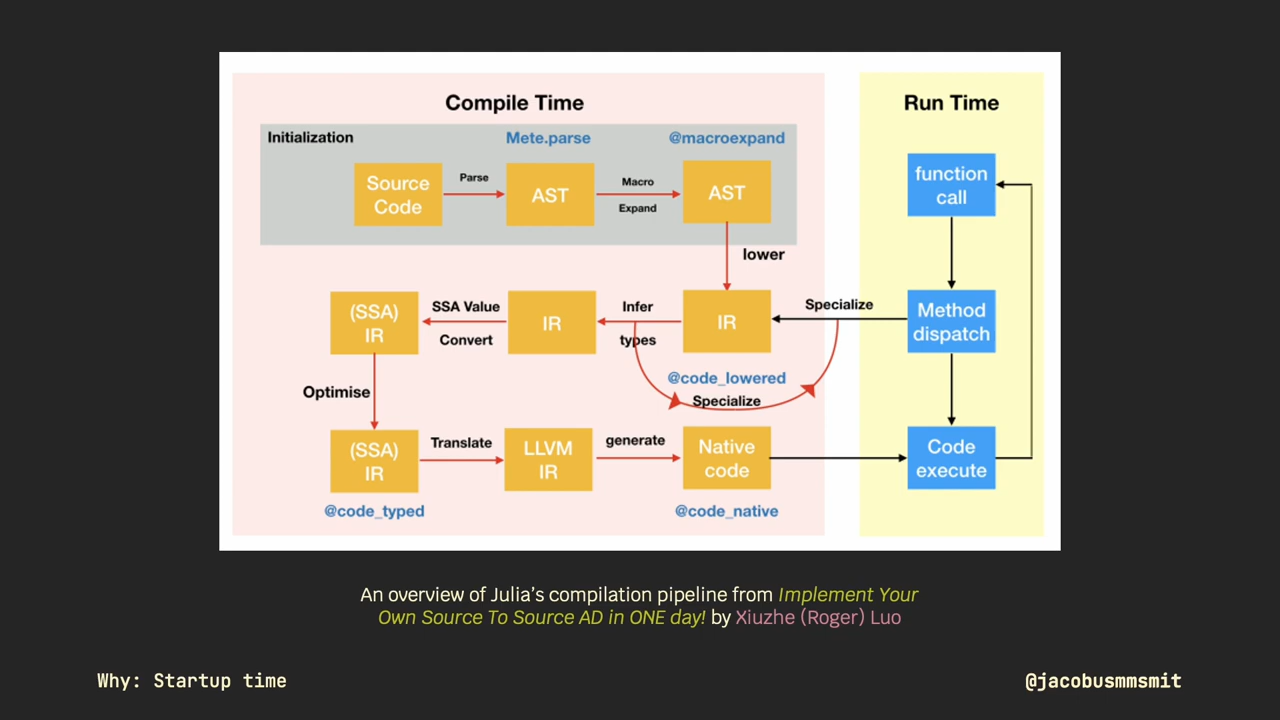 Compile Time
Run Time
Initialization
Mete.parse
@macroexpand
Source
Code
Parse
AST
Macro
Expand
AST
function
call
lower
(SSA)
IR
SSA Value
Convert
IR
Infer
types
IR
Specialize
Method
dispatch
@code_lowered
Specialize
Optimise
(SSA)
IR
Translate
LLVM
IR
generate
Native
code
Code
execute
@code_typed
@code_native
An overview of Julia’s compilation pipeline from Implement Your
Own Source To Source AD in ONE day! by Xiuzhe (Roger) Luo
Why: Startup time
@jacobusmmsmit